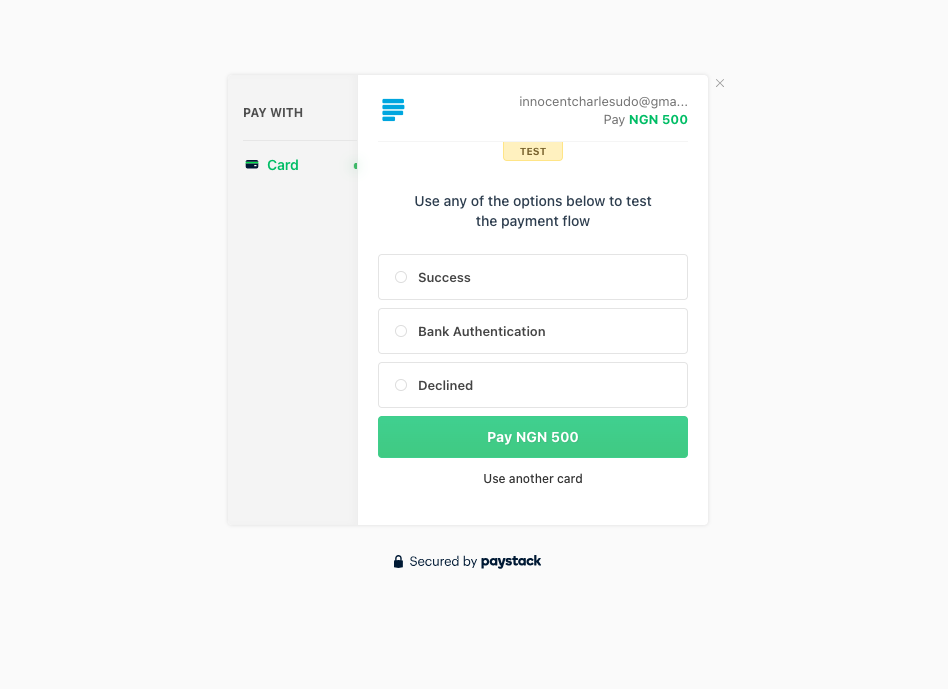 PAY WITH
Card
innocentcharlesudo@gma...
Pay NGN 500
TEST
Use any of the options below to test
the payment flow
Success
Bank Authentication
Declined
Pay NGN 500
Use another card
Secured by paystack